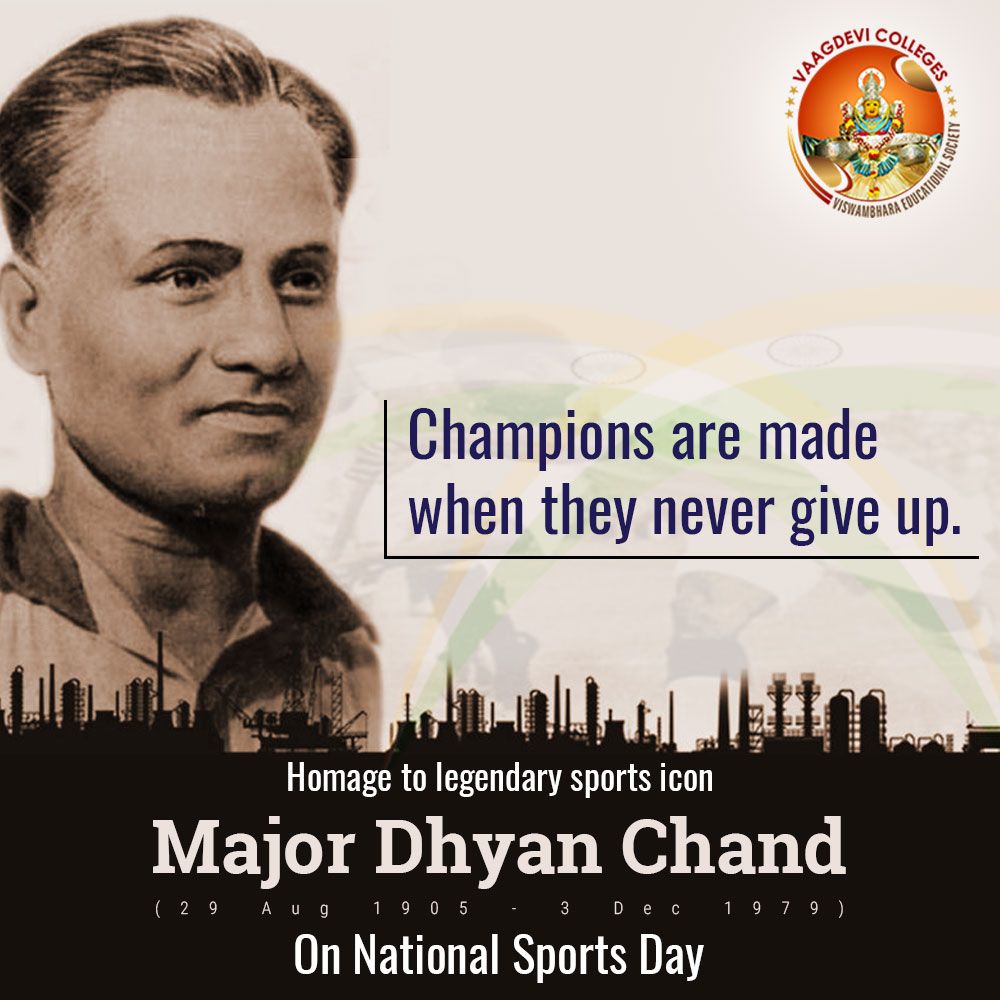 VAAGDEVI COLLEGES
VISWAMBHARA EDUCATIONAL SOCIETY
Champions are made
when they never give up.
Homage to legendary sports icon
Major Dhyan Chand
(29 Aug 1905 - 3 Dec 1979)
On National Sports Day